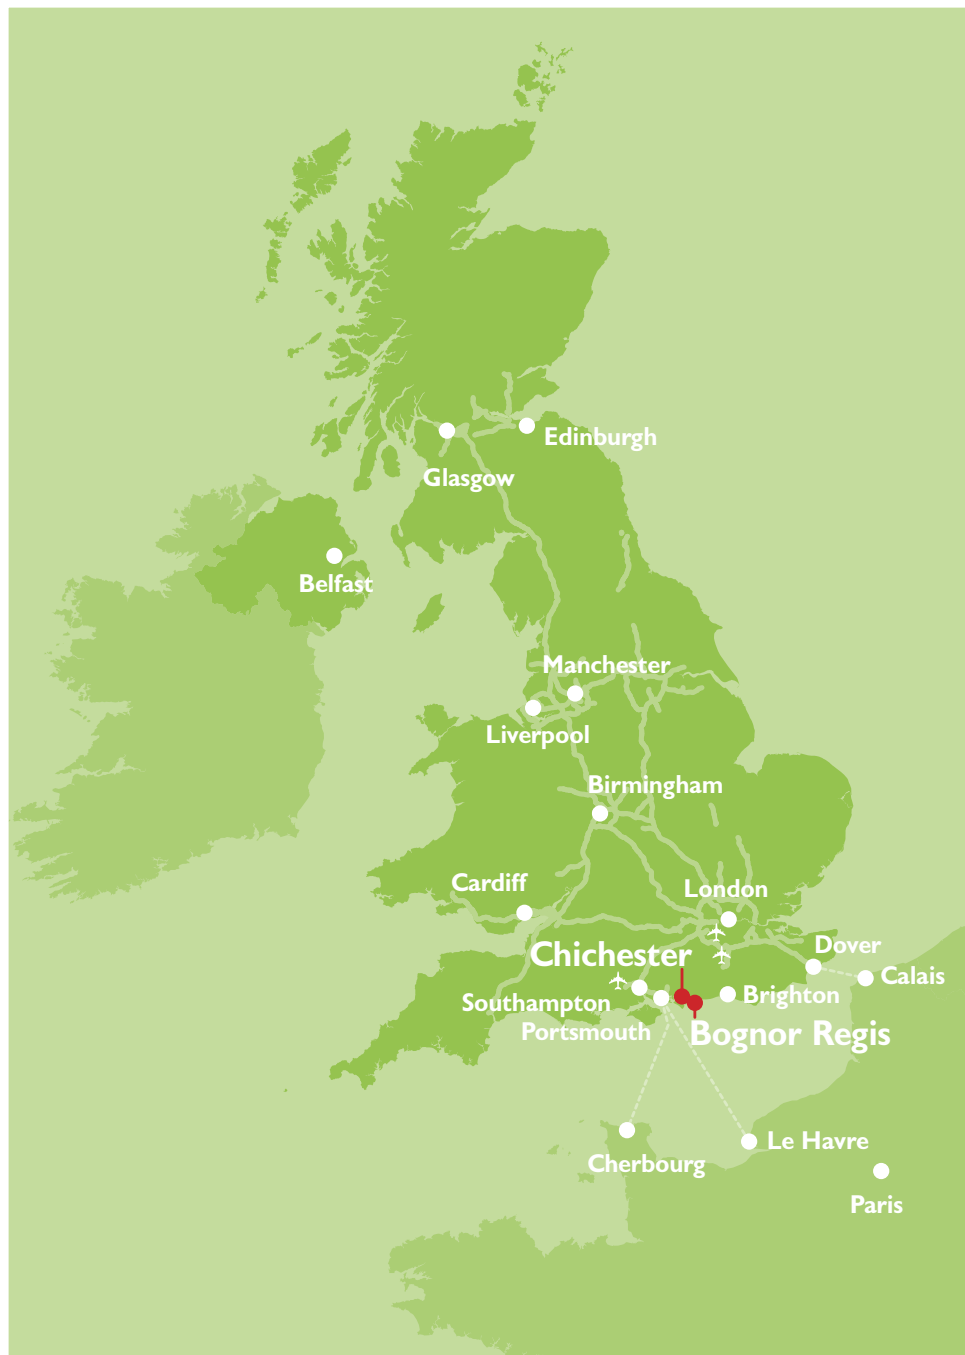 Edinburgh
Glasgow
Belfast
Manchester
Liverpool
Birmingham
Cardiff
London
Dover
Chichester
Calais
Southampton
Brighton
Portsmouth
Bognor Regis
Le Havre
Cherbourg
Paris